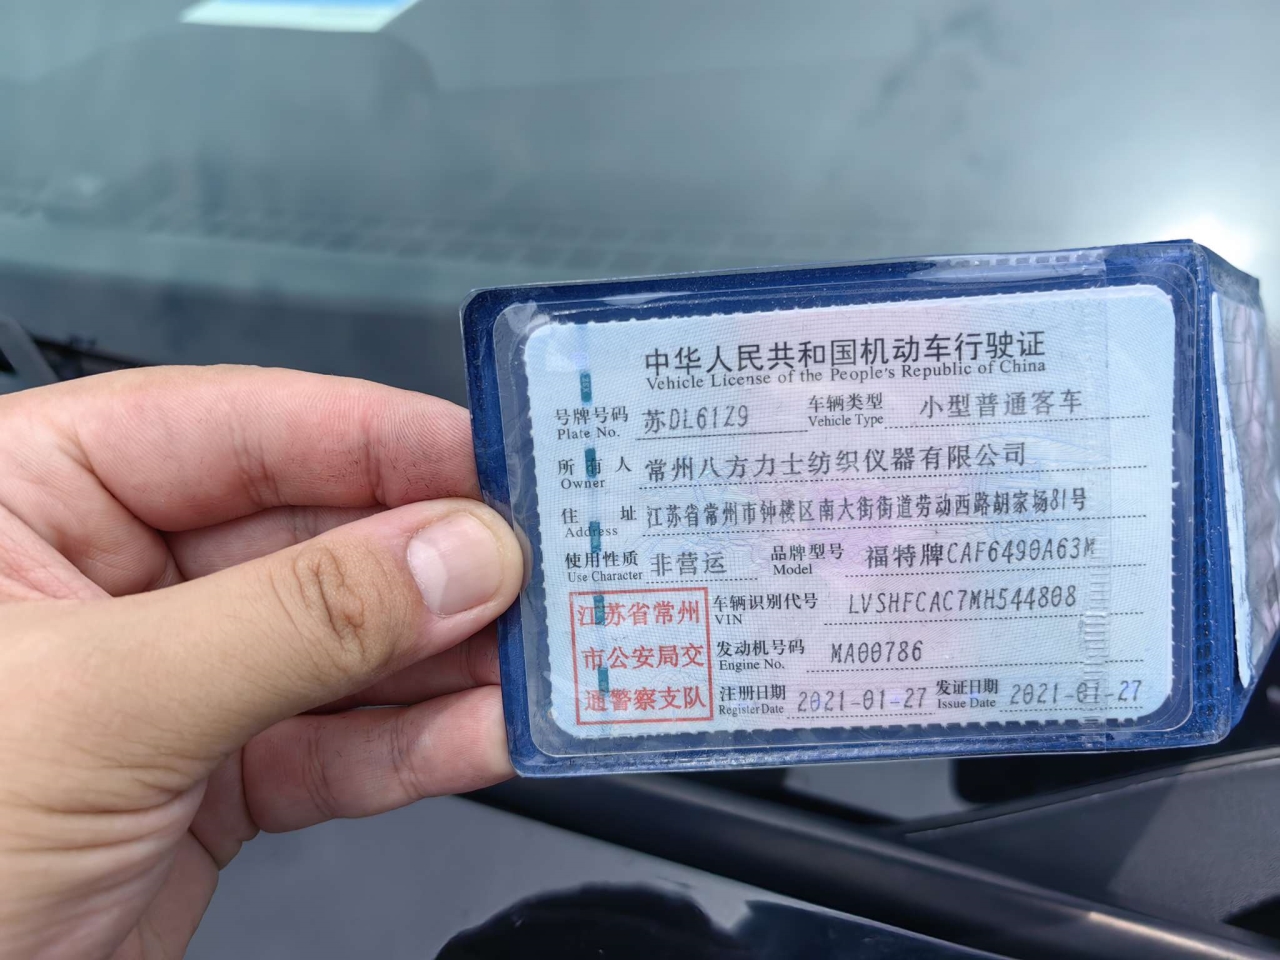 中华人民共和国机动车行驶证
Vehicle License of the People's Republic of China
号牌号码 苏DL61Z9 车辆类型 小型普通客车
Plate No. Vehicle Type
所有人 常州八方力士纺织仪器有限公司
Owner
住址 江苏省常州市钟楼区南大街街道劳动西路胡家场81号
Address
使用性质 非营运 品牌型号 福特牌CAF6490A63M
Use Character Model
江苏省常州
市公安局交
通警察支队
车辆识别代号 LVSHFCAC7MH544808
VIN
发动机号码 MA00786
Engine No.
注册日期 2021-01-27 发证日期 2021-01-27
Register Date Issue Date